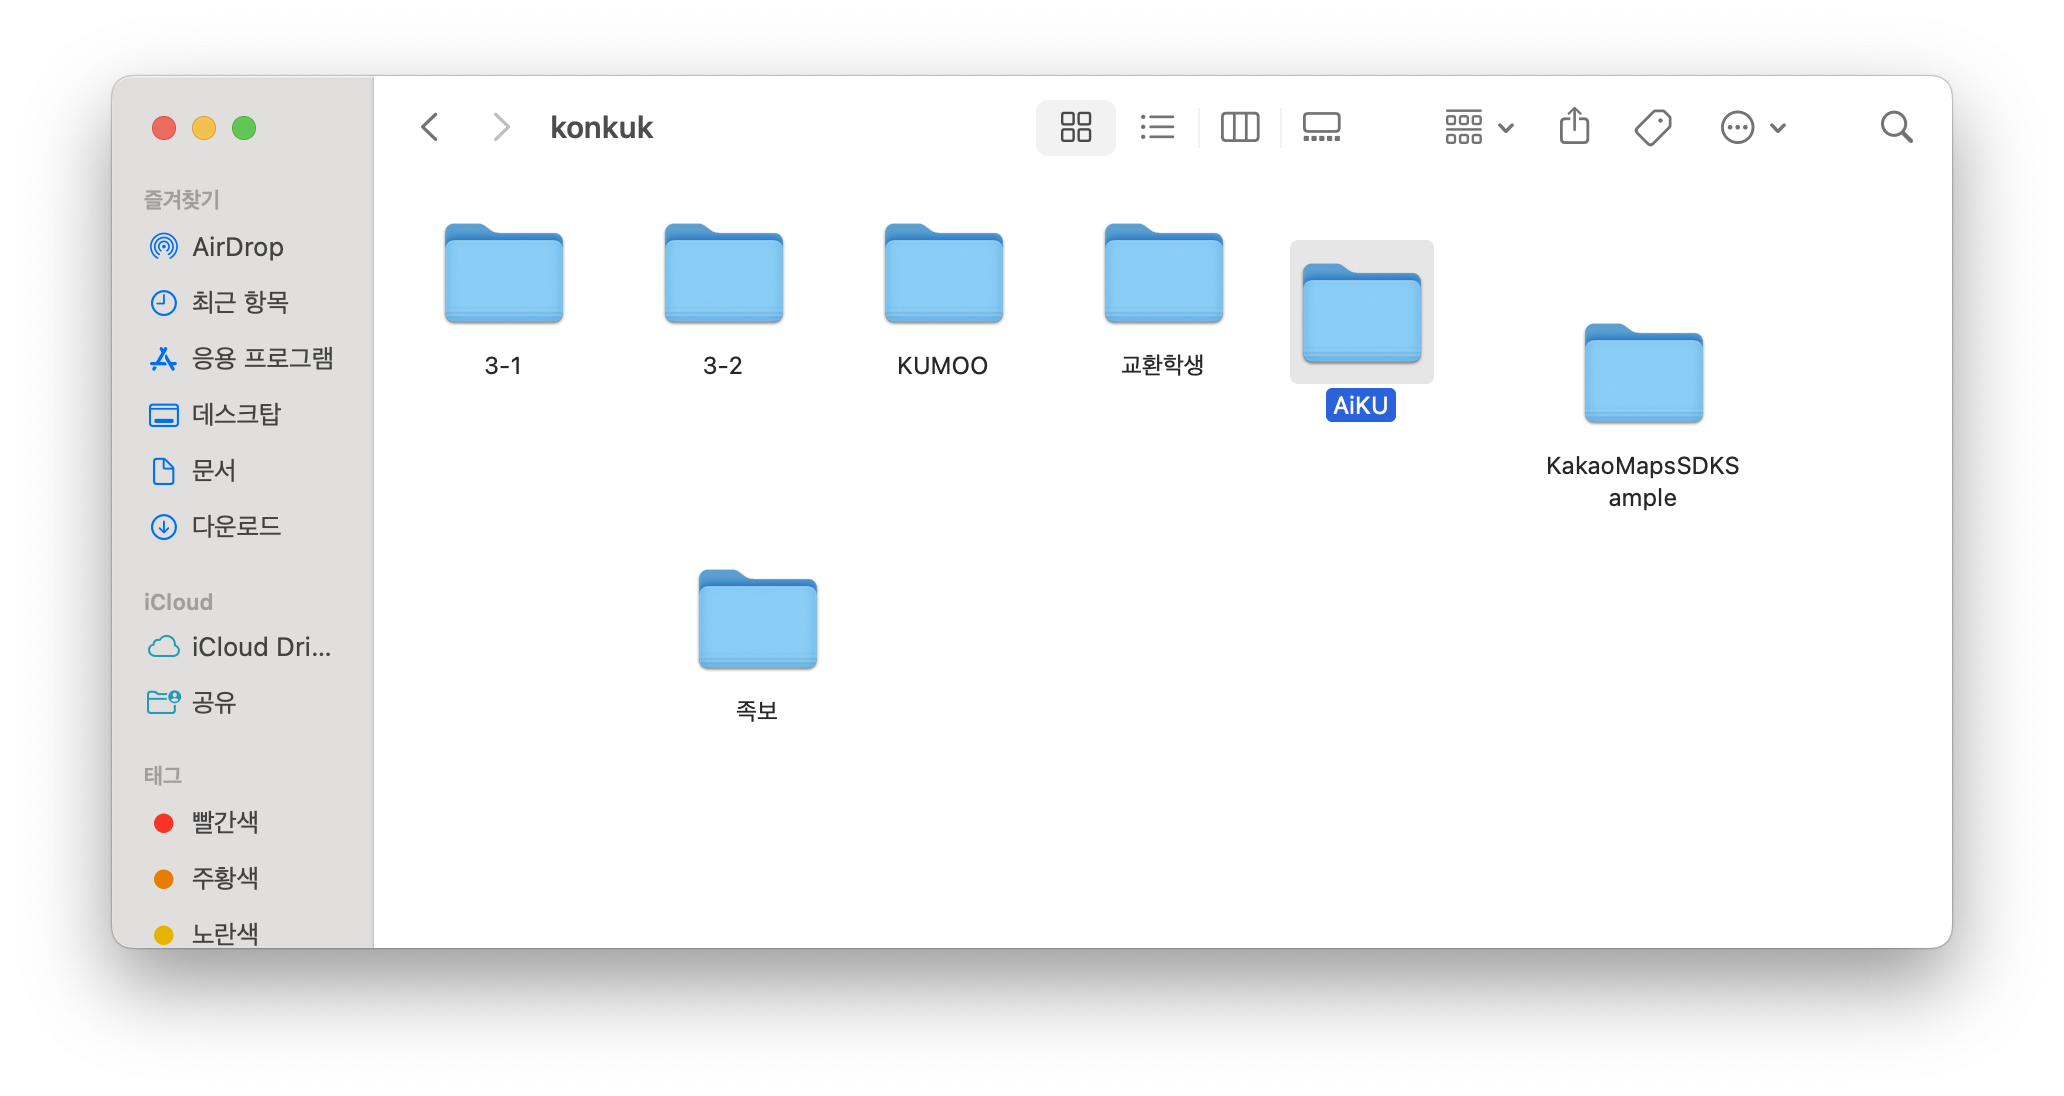 konkuk
즐겨찾기
AirDrop
최근 항목
응용 프로그램
데스크탑
문서
다운로드
iCloud
iCloud Dri...
공유
태그
빨간색
주황색
노란색
3-1
3-2
KUMOO
교환학생
AiKU
KakaoMapsSDKS
ample
족보